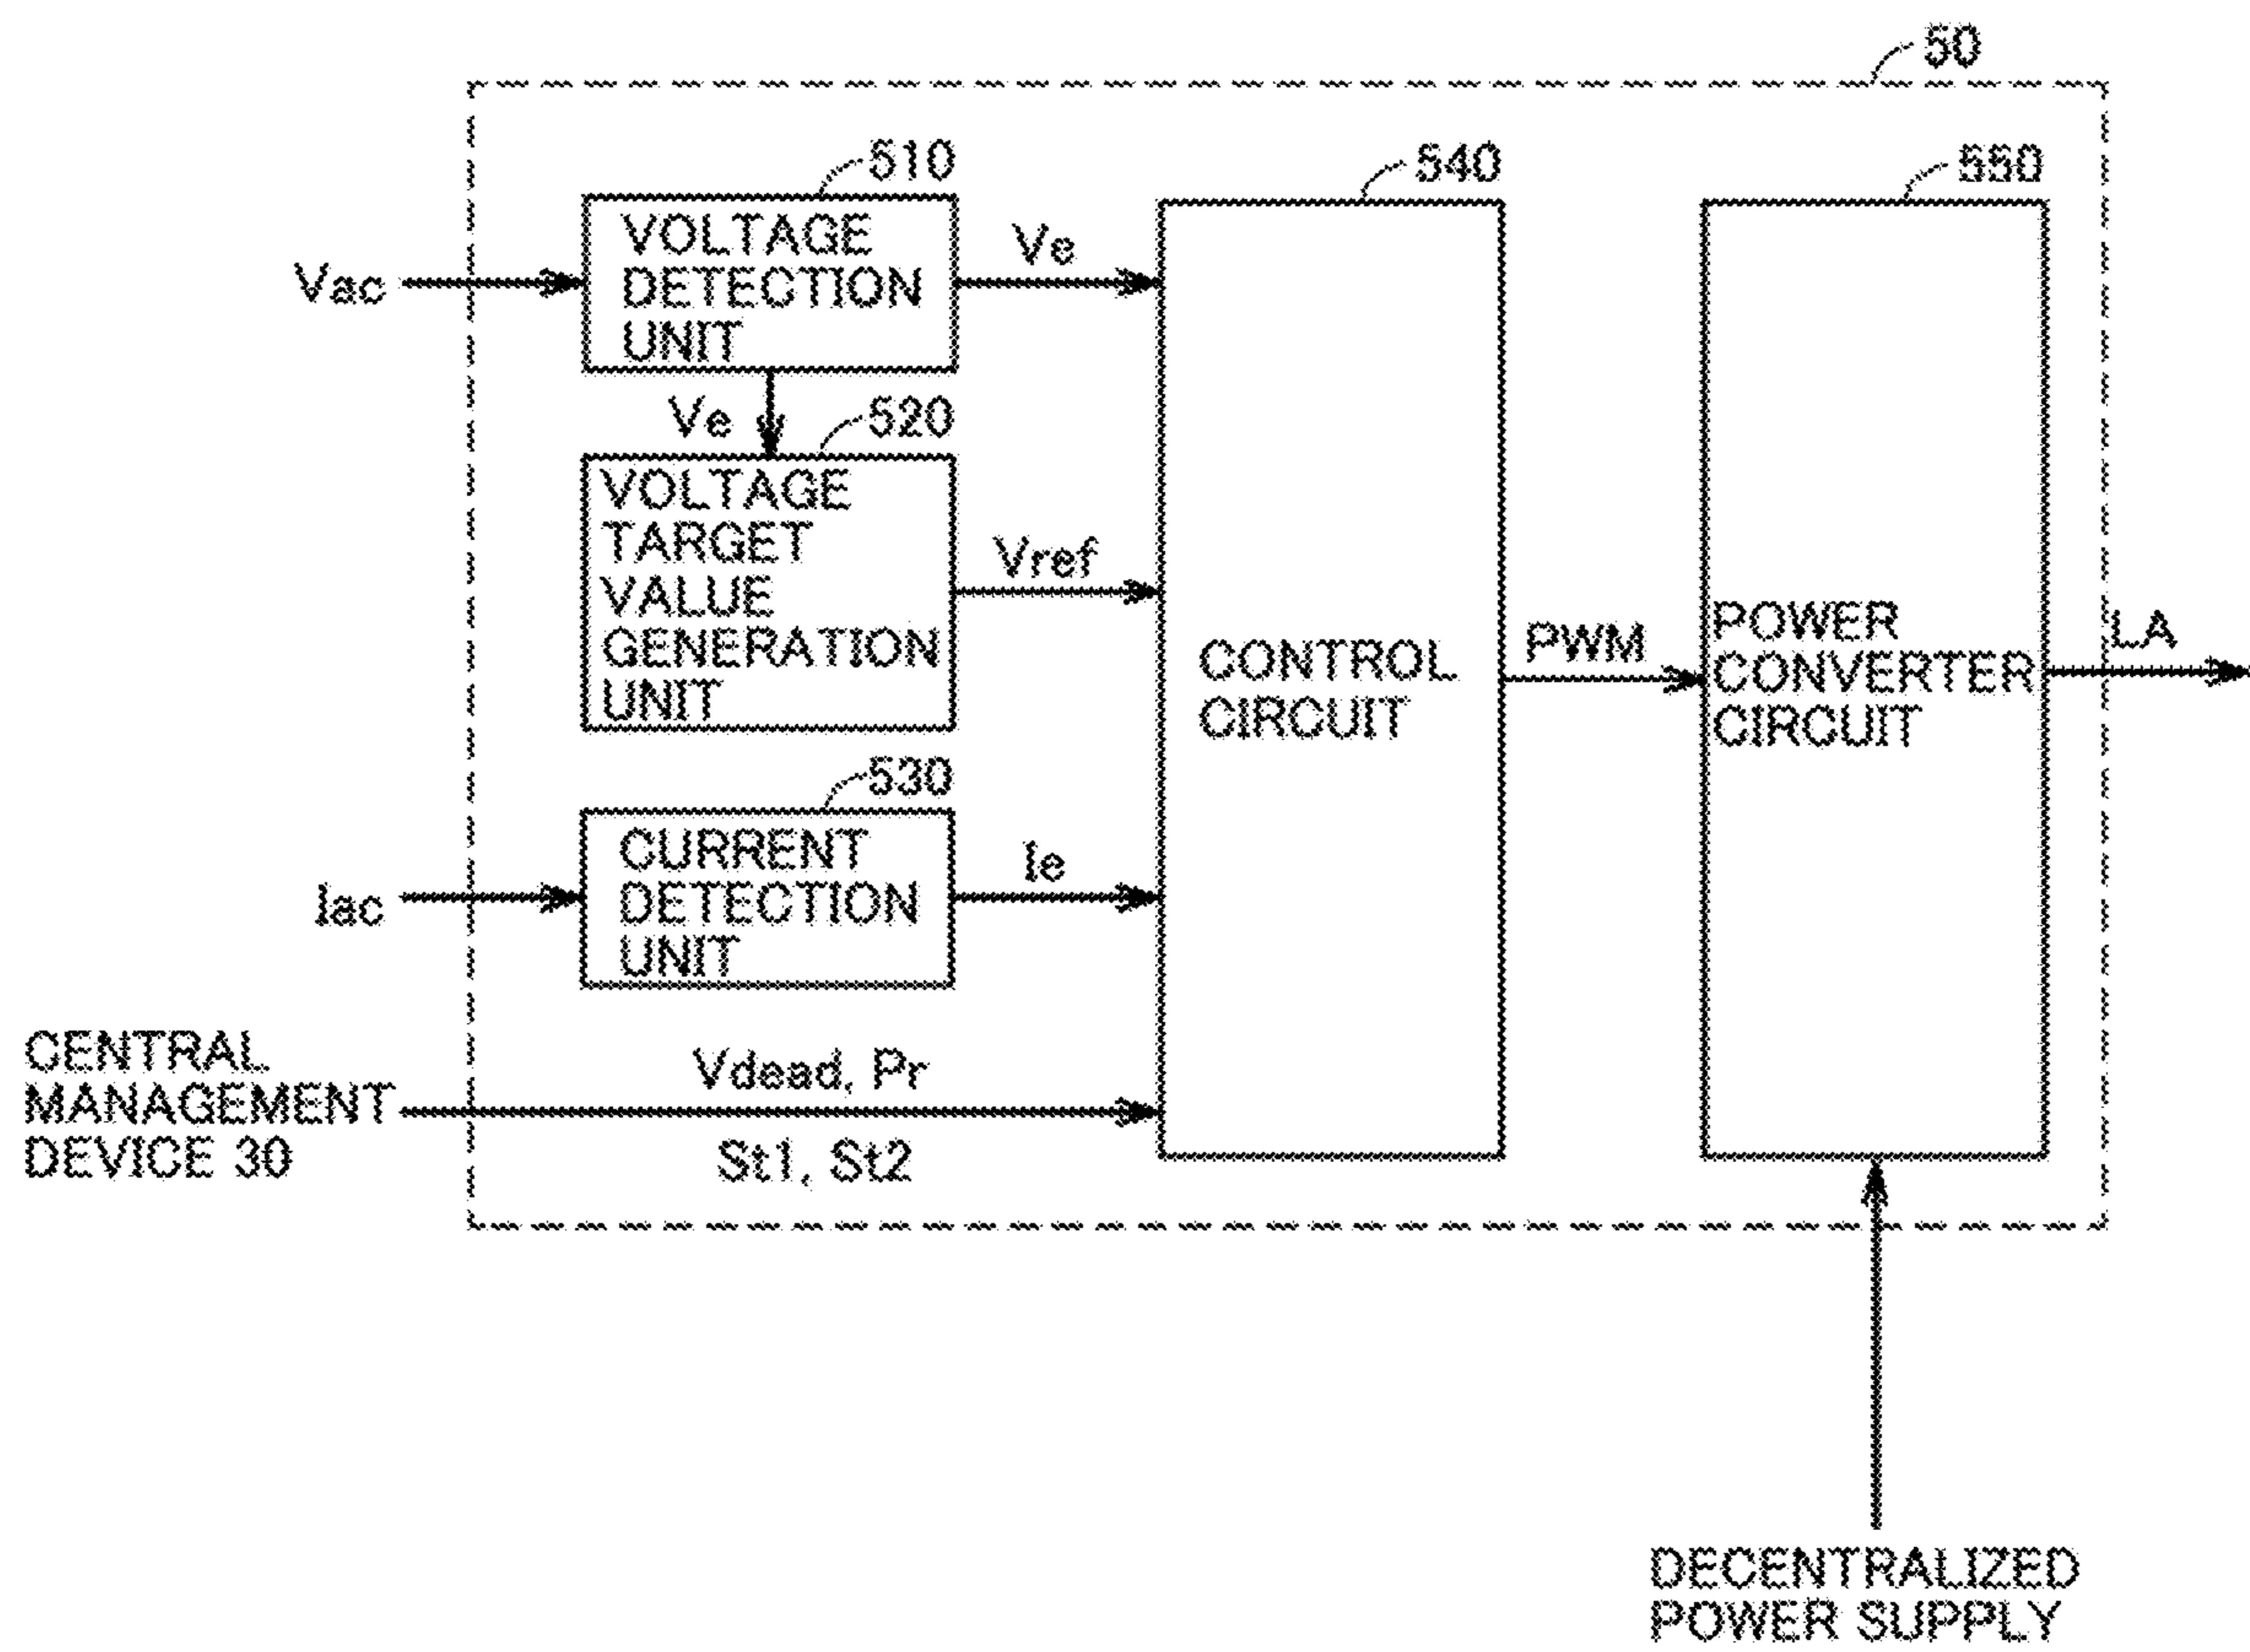 50
510
540
550
VOLTAGE
DETECTION
UNIT
Vac
Ve
Ve
520
VOLTAGE
TARGET
VALUE
GENERATION
UNIT
Vref
CONTROL
CIRCUIT
PWM
POWER
CONVERTER
CIRCUIT
LA
530
CURRENT
DETECTION
UNIT
Iac
Ie
CENTRAL
MANAGEMENT
DEVICE 30
Vdead, Pr
St1, St2
DECENTRALIZED
POWER SUPPLY